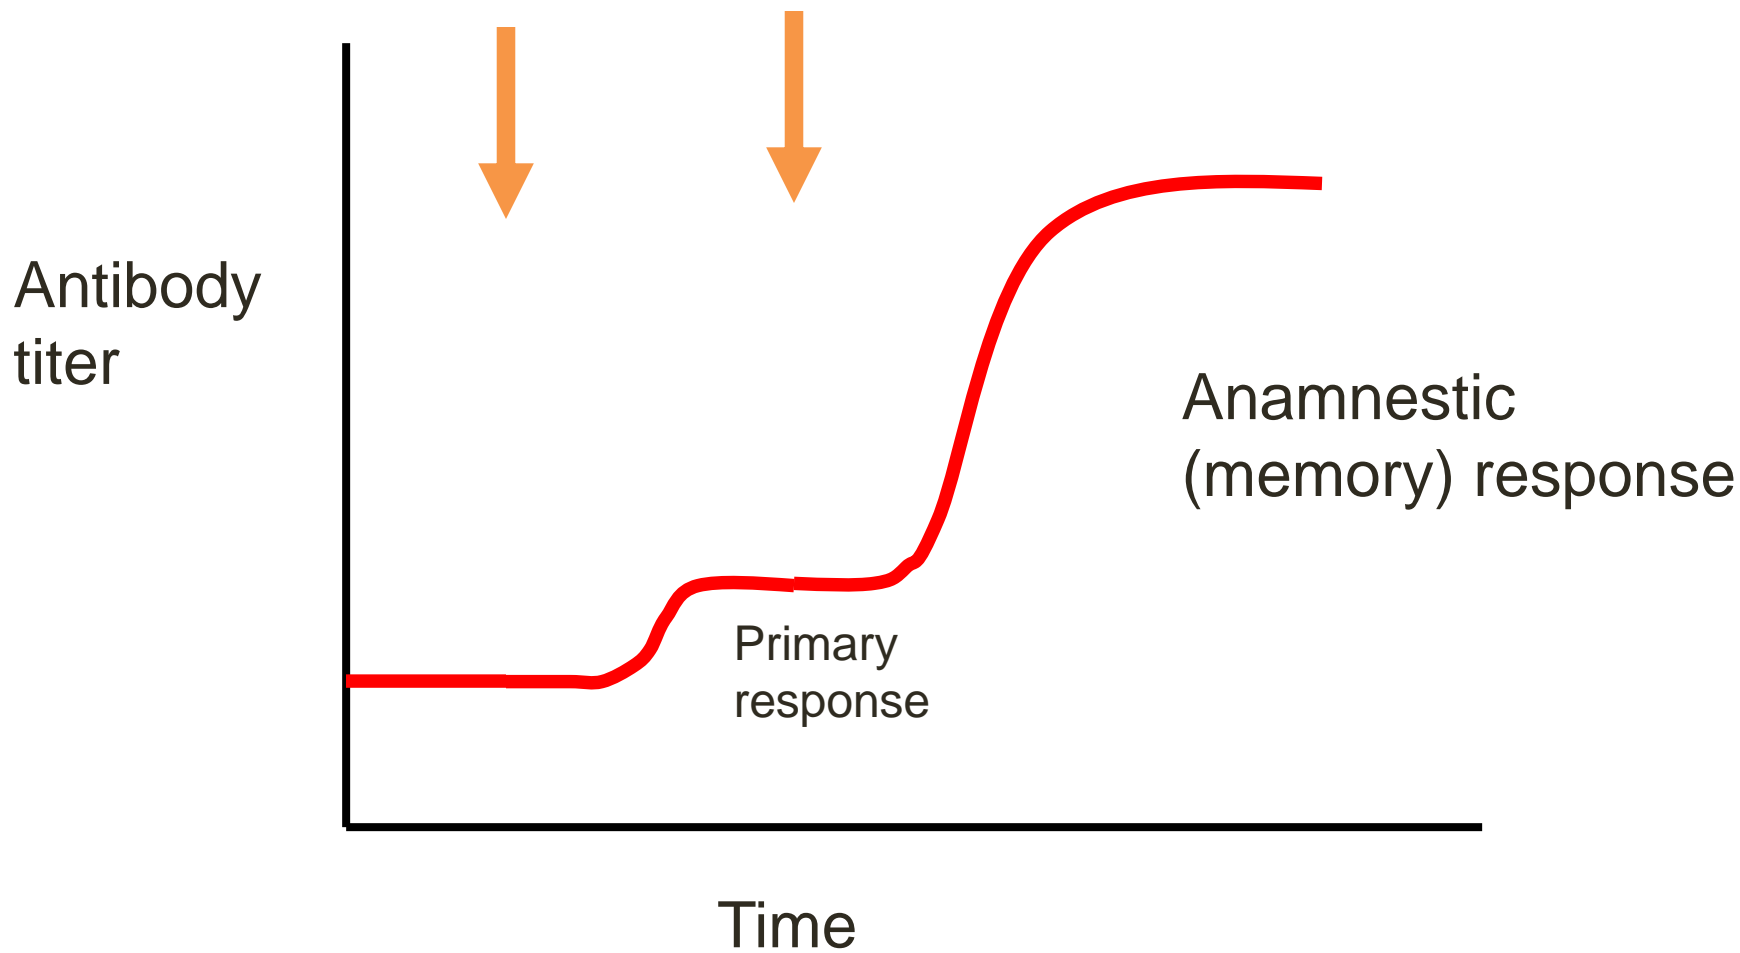 Antibody
titer
Anamnestic
(memory) response
Primary
response
Time